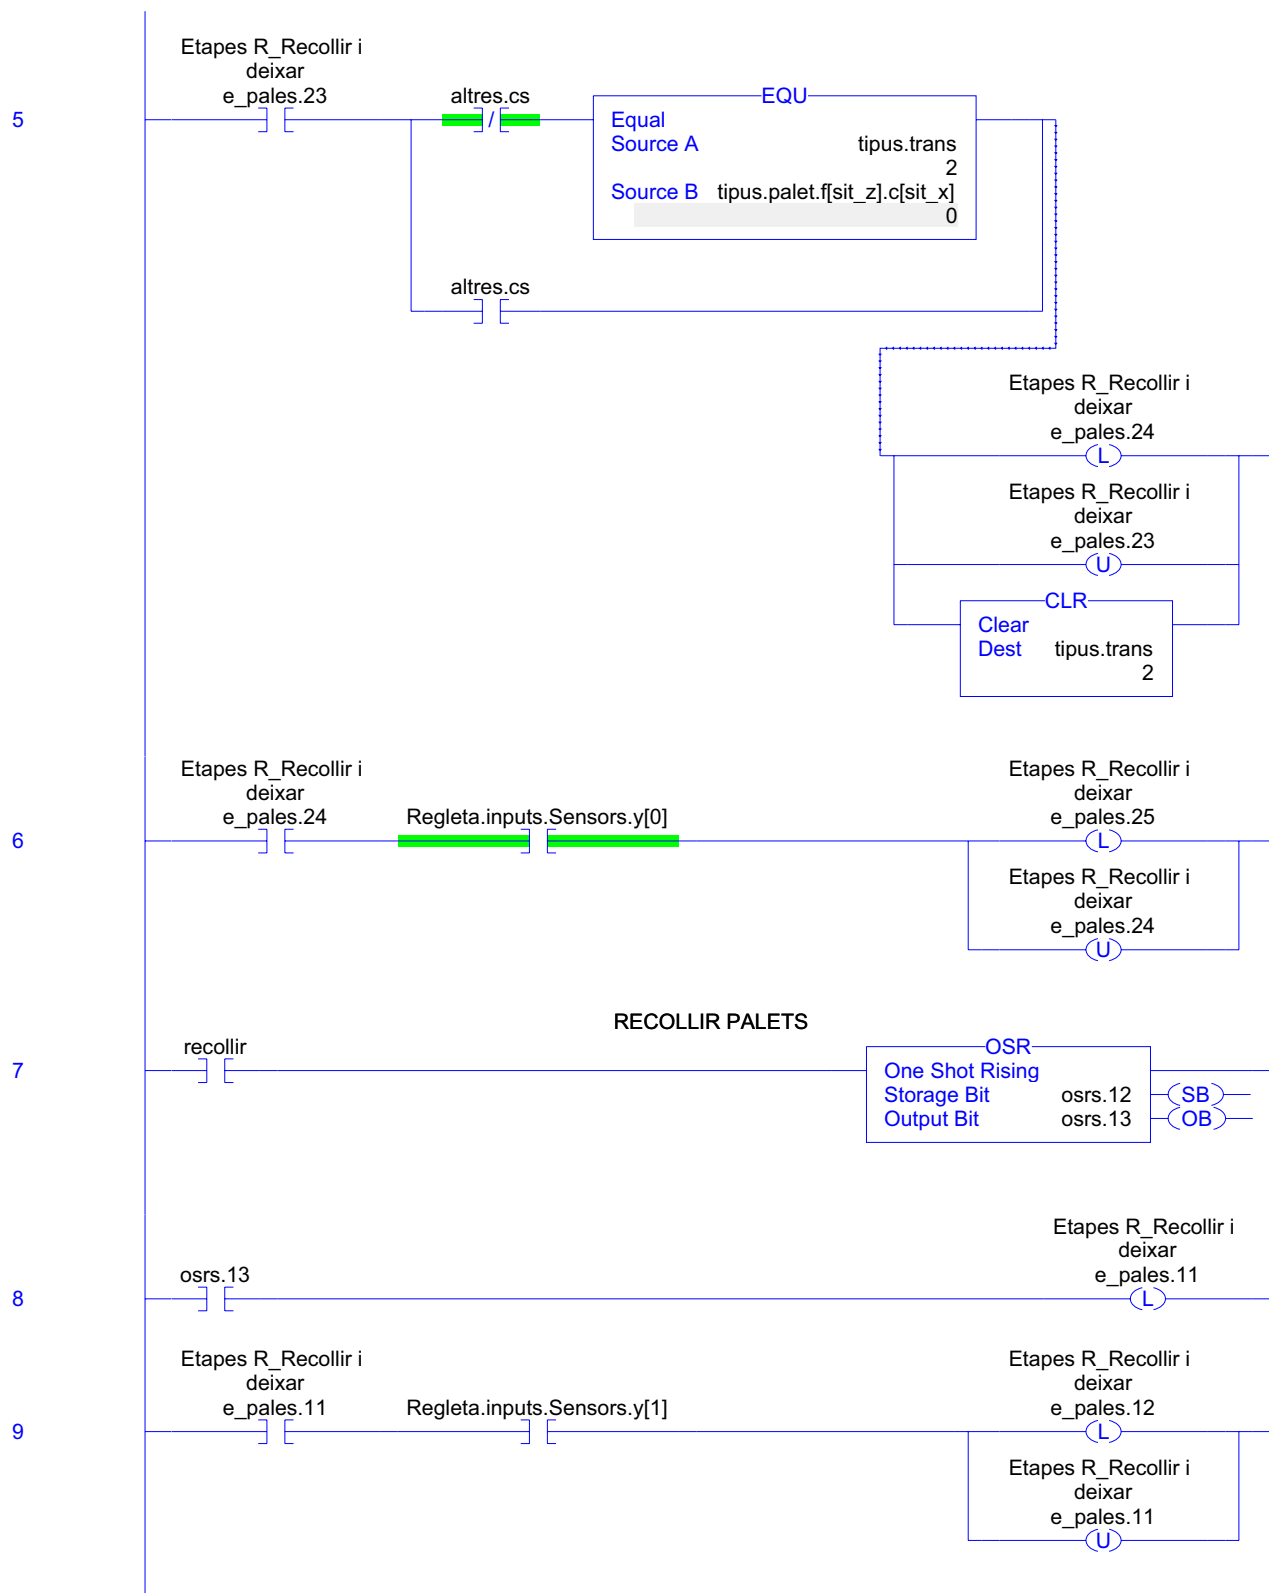 Etapes R_Recollir i
deixar
e_pales.23
altres.cs
EQU
5
/
Equal
Source A
tipus.trans
2
Source B tipus.palet.f[sit_z].c[sit_x]
0
altres.cs
Etapes R_Recollir i
deixar
e_pales.24
L
Etapes R_Recollir i
deixar
e_pales.23
U
CLR
Clear
Dest tipus.trans
2
Etapes R_Recollir i
deixar
e_pales.24
Regleta.inputs.Sensors.y[0]
Etapes R_Recollir i
deixar
e_pales.25
6
L
Etapes R_Recollir i
deixar
e_pales.24
U
RECOLLIR PALETS
recollir
OSR
7
One Shot Rising
Storage Bit osrs.12 SB
Output Bit osrs.13 OB
Etapes R_Recollir i
deixar
e_pales.11
osrs.13
8
L
Etapes R_Recollir i
deixar
e_pales.11
Regleta.inputs.Sensors.y[1]
Etapes R_Recollir i
deixar
e_pales.12
9
L
Etapes R_Recollir i
deixar
e_pales.11
U